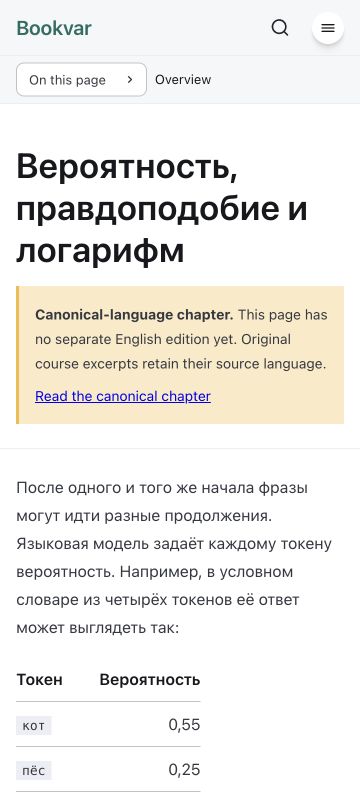 Bookvar
On this page
Overview
Вероятность,
правдоподобие и
логарифм
Canonical-language chapter. This page has
no separate English edition yet. Original
course excerpts retain their source language.
Read the canonical chapter
После одного и того же начала фразы
могут идти разные продолжения.
Языковая модель задаёт каждому токену
вероятность. Например, в условном
словаре из четырёх токенов её ответ
может выглядеть так:
Токен Вероятность
кот 0,55
пёс 0,25